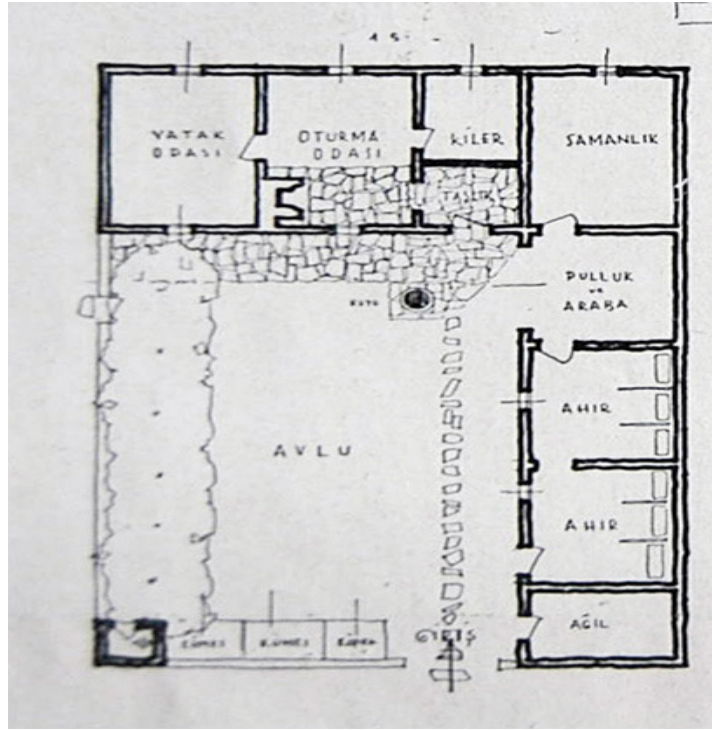 YATAK
ODASI
OTURMA
ODASI
KİLER
SAMANLIK
TAŞLIK
PULLUK
ve
ARABA
KUYU
AHIR
AVLU
AHIR
AĞIL
GİRİŞ
KÜMES
KÜMES